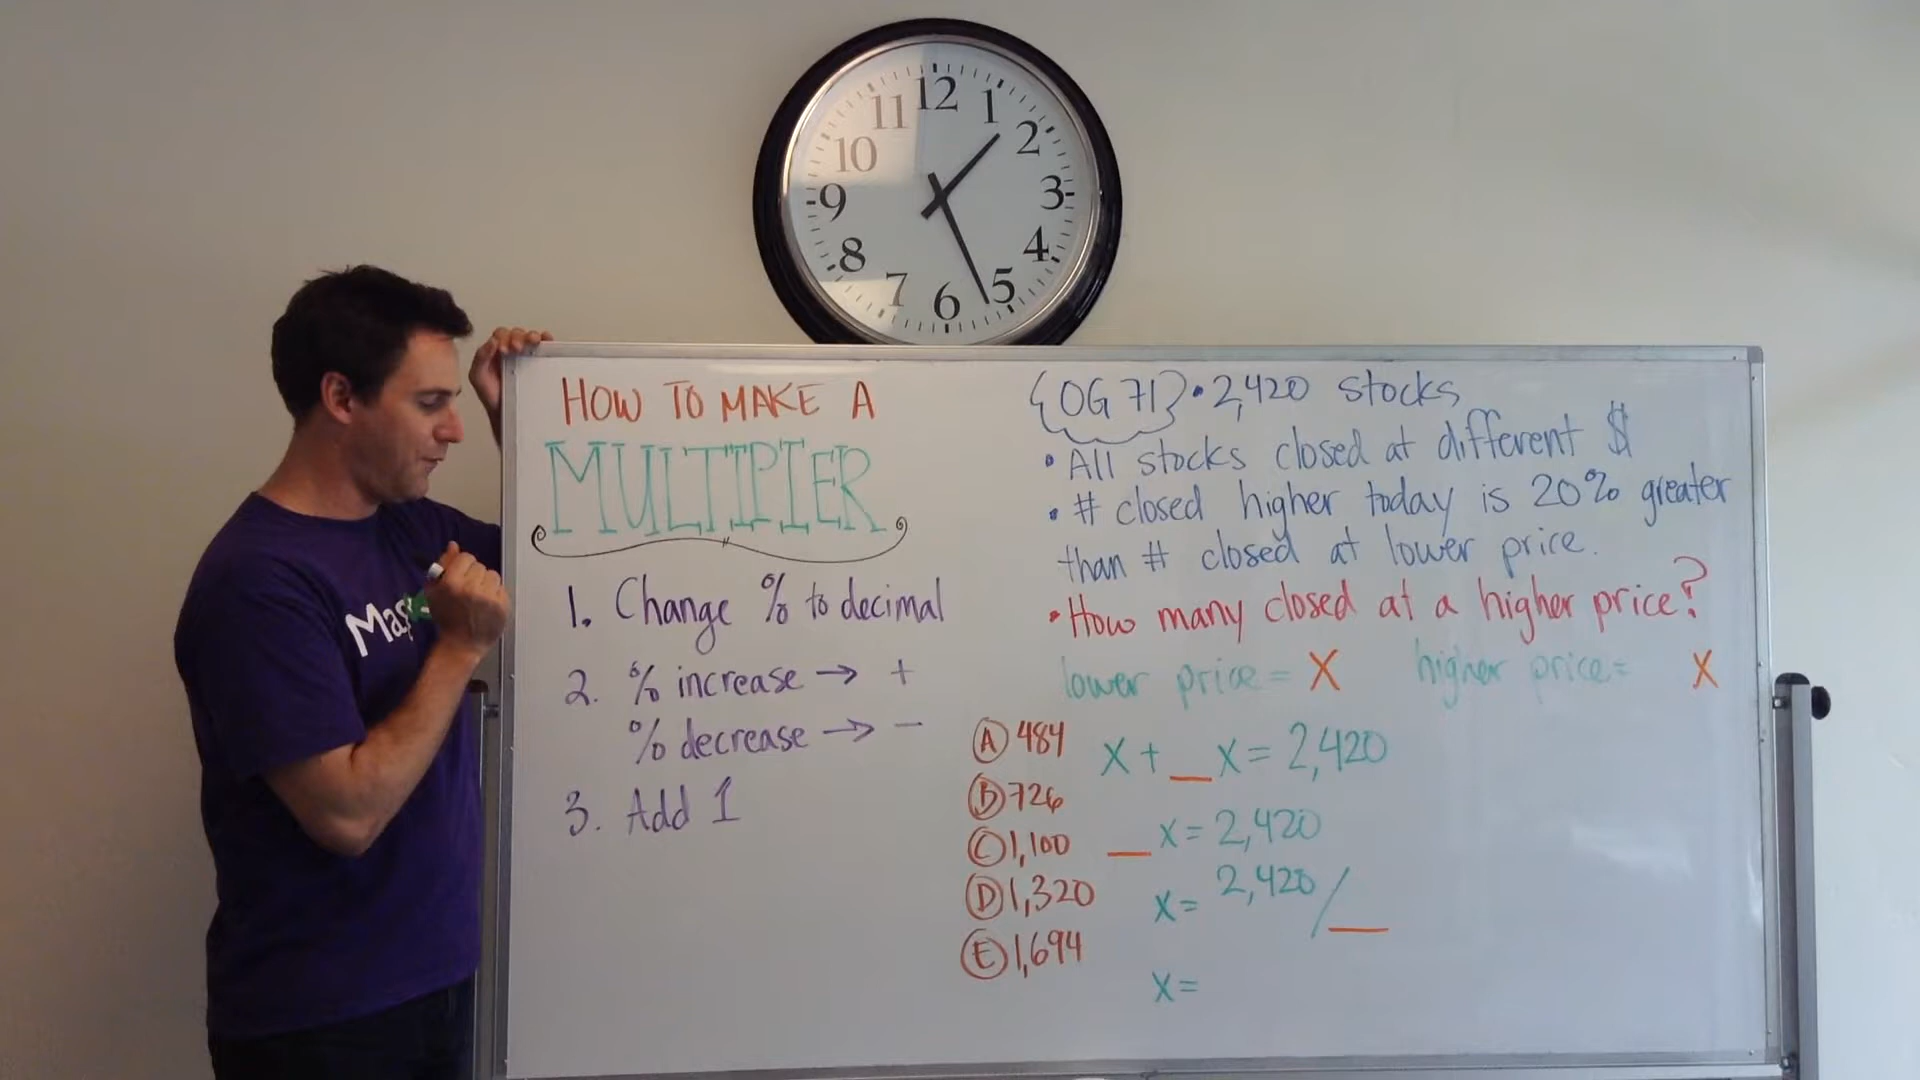 12
1
2
3
4
5
6
7
8
9
10
11
HOW TO MAKE A
MULTIPIER
1. Change % to decimal
2. % increase → +
% decrease → −
3. Add 1
{OG 71} • 2,420 stocks
• All stocks closed at different $
• # closed higher today is 20% greater
than # closed at lower price.
• How many closed at a higher price?
lower price = X higher price = X
(A) 484
(B) 726
(C) 1,100
(D) 1,320
(E) 1,694
X + __ X = 2,420
__ X = 2,420
X = 2,420/__
X =